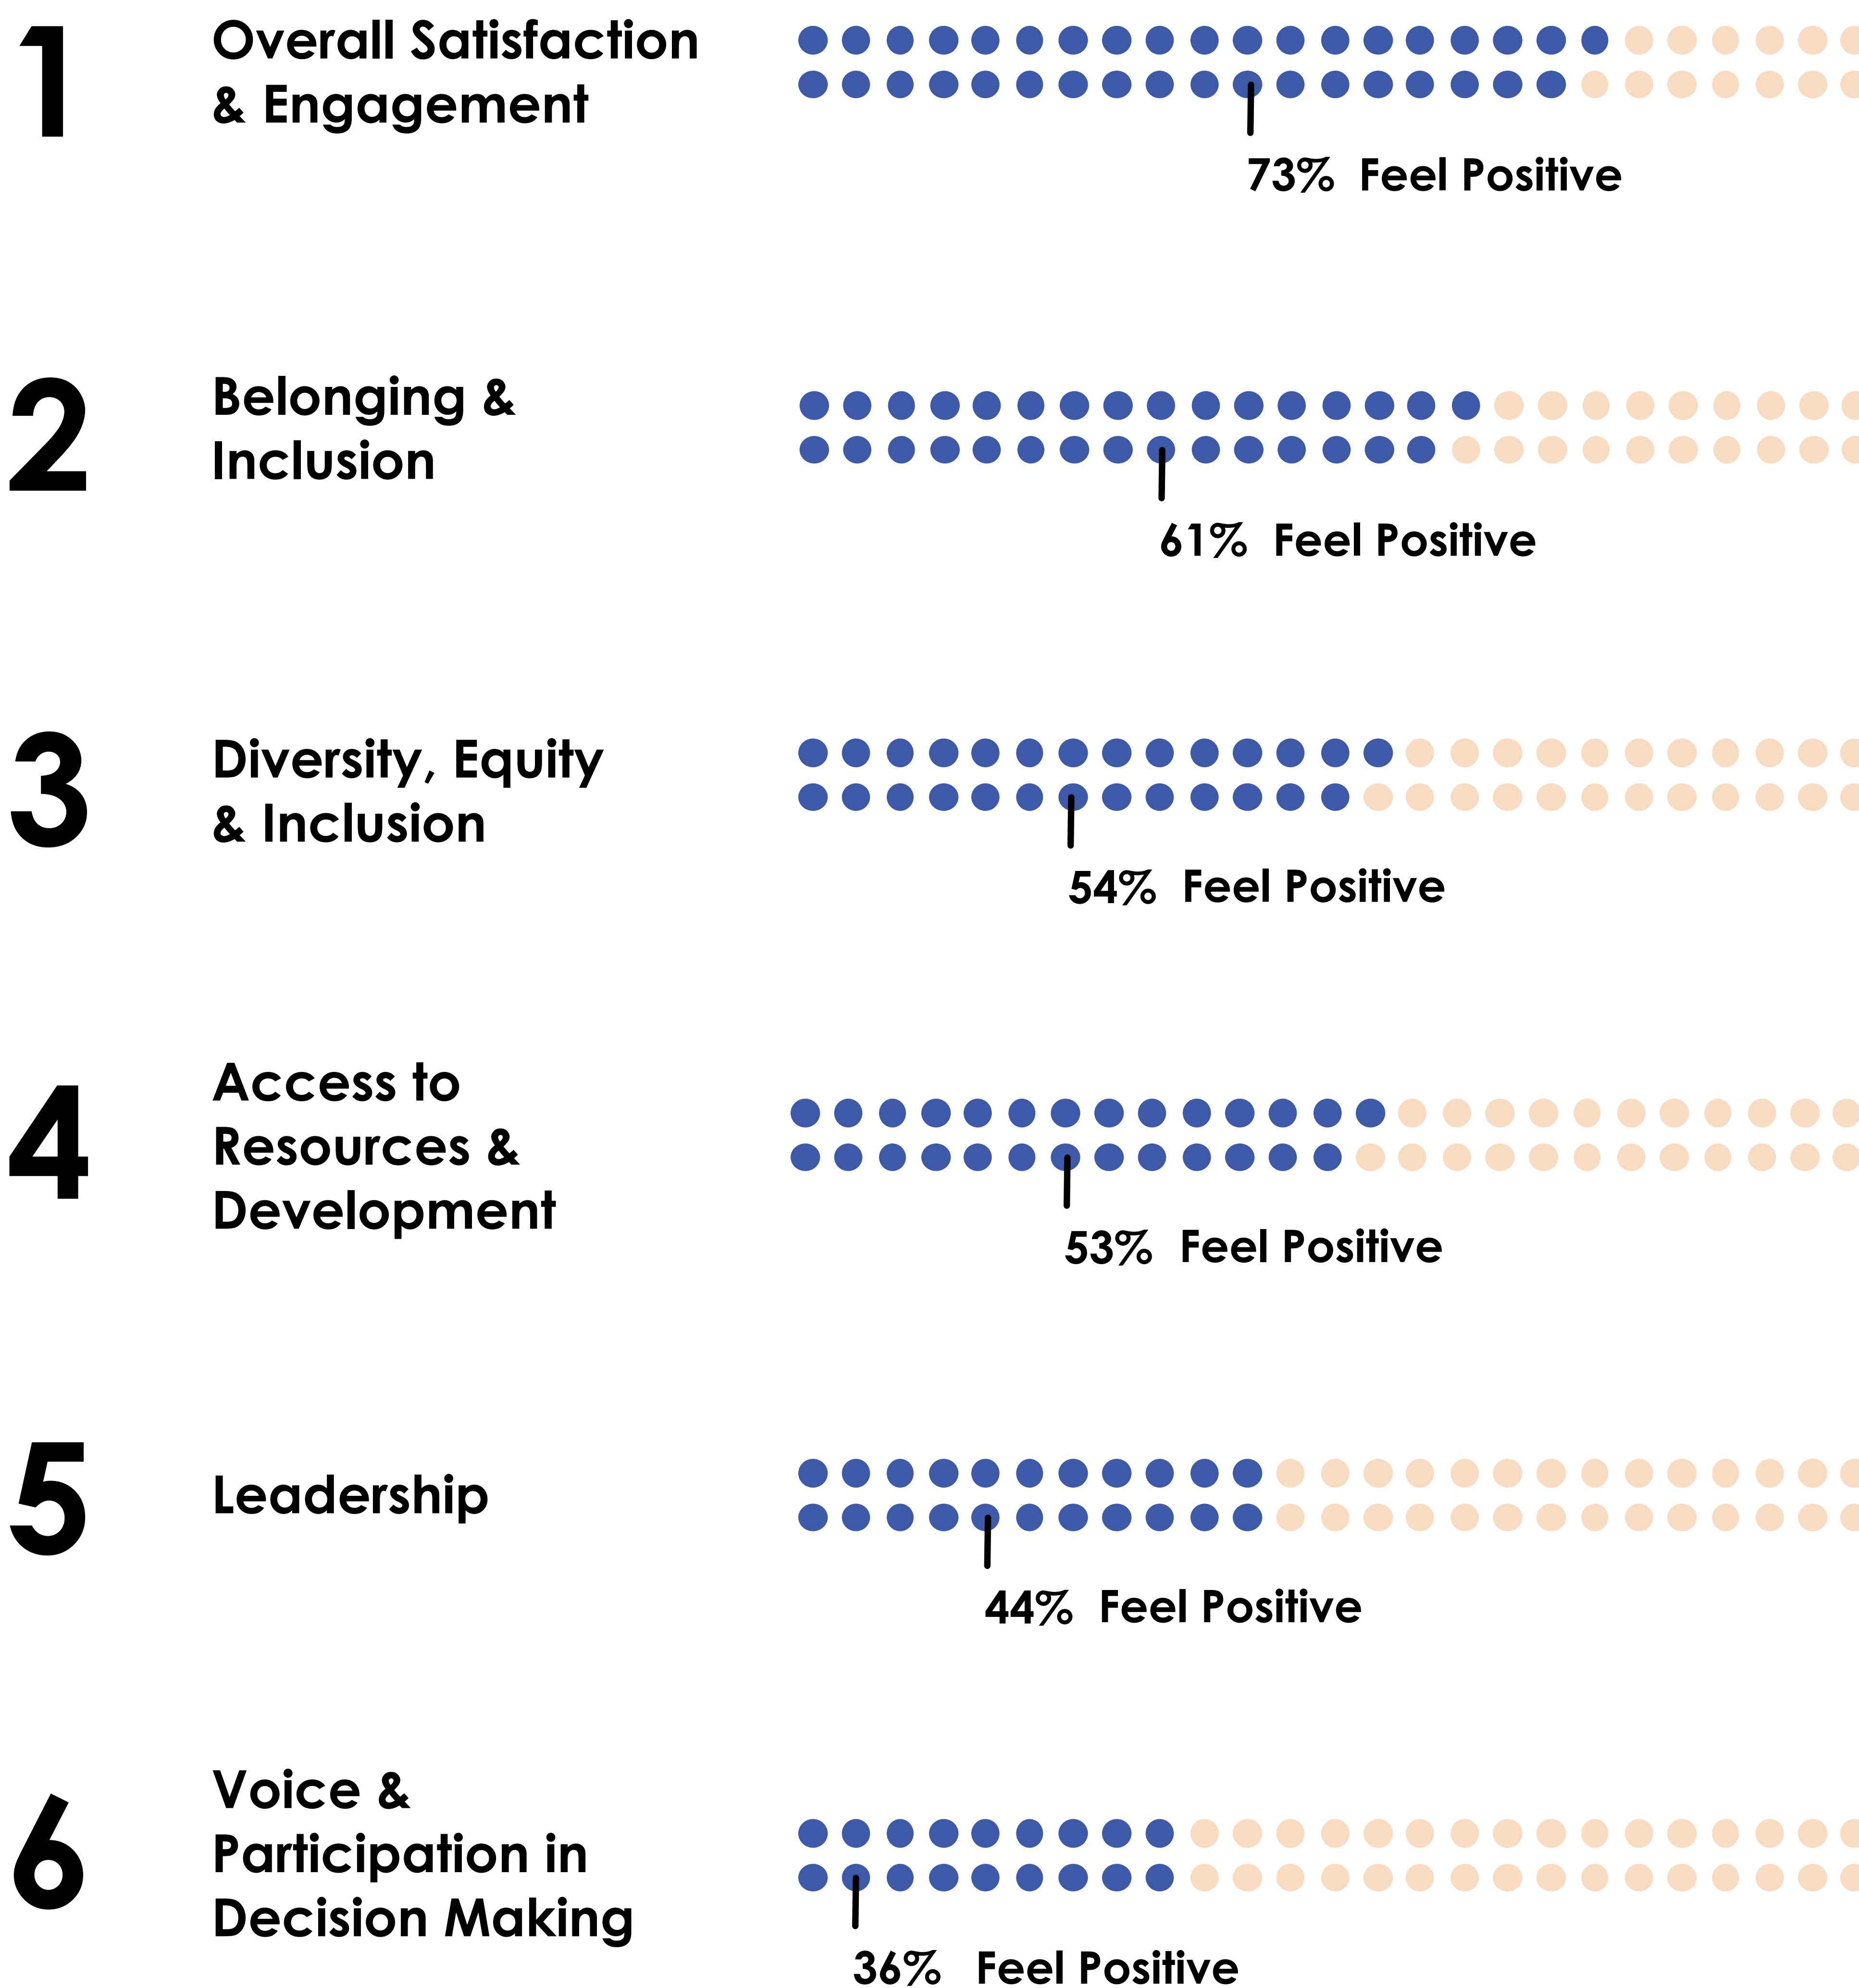 1
Overall Satisfaction
& Engagement
73% Feel Positive
2
Belonging &
Inclusion
61% Feel Positive
3
Diversity, Equity
& Inclusion
54% Feel Positive
4
Access to
Resources &
Development
53% Feel Positive
5
Leadership
44% Feel Positive
6
Voice &
Participation in
Decision Making
36% Feel Positive